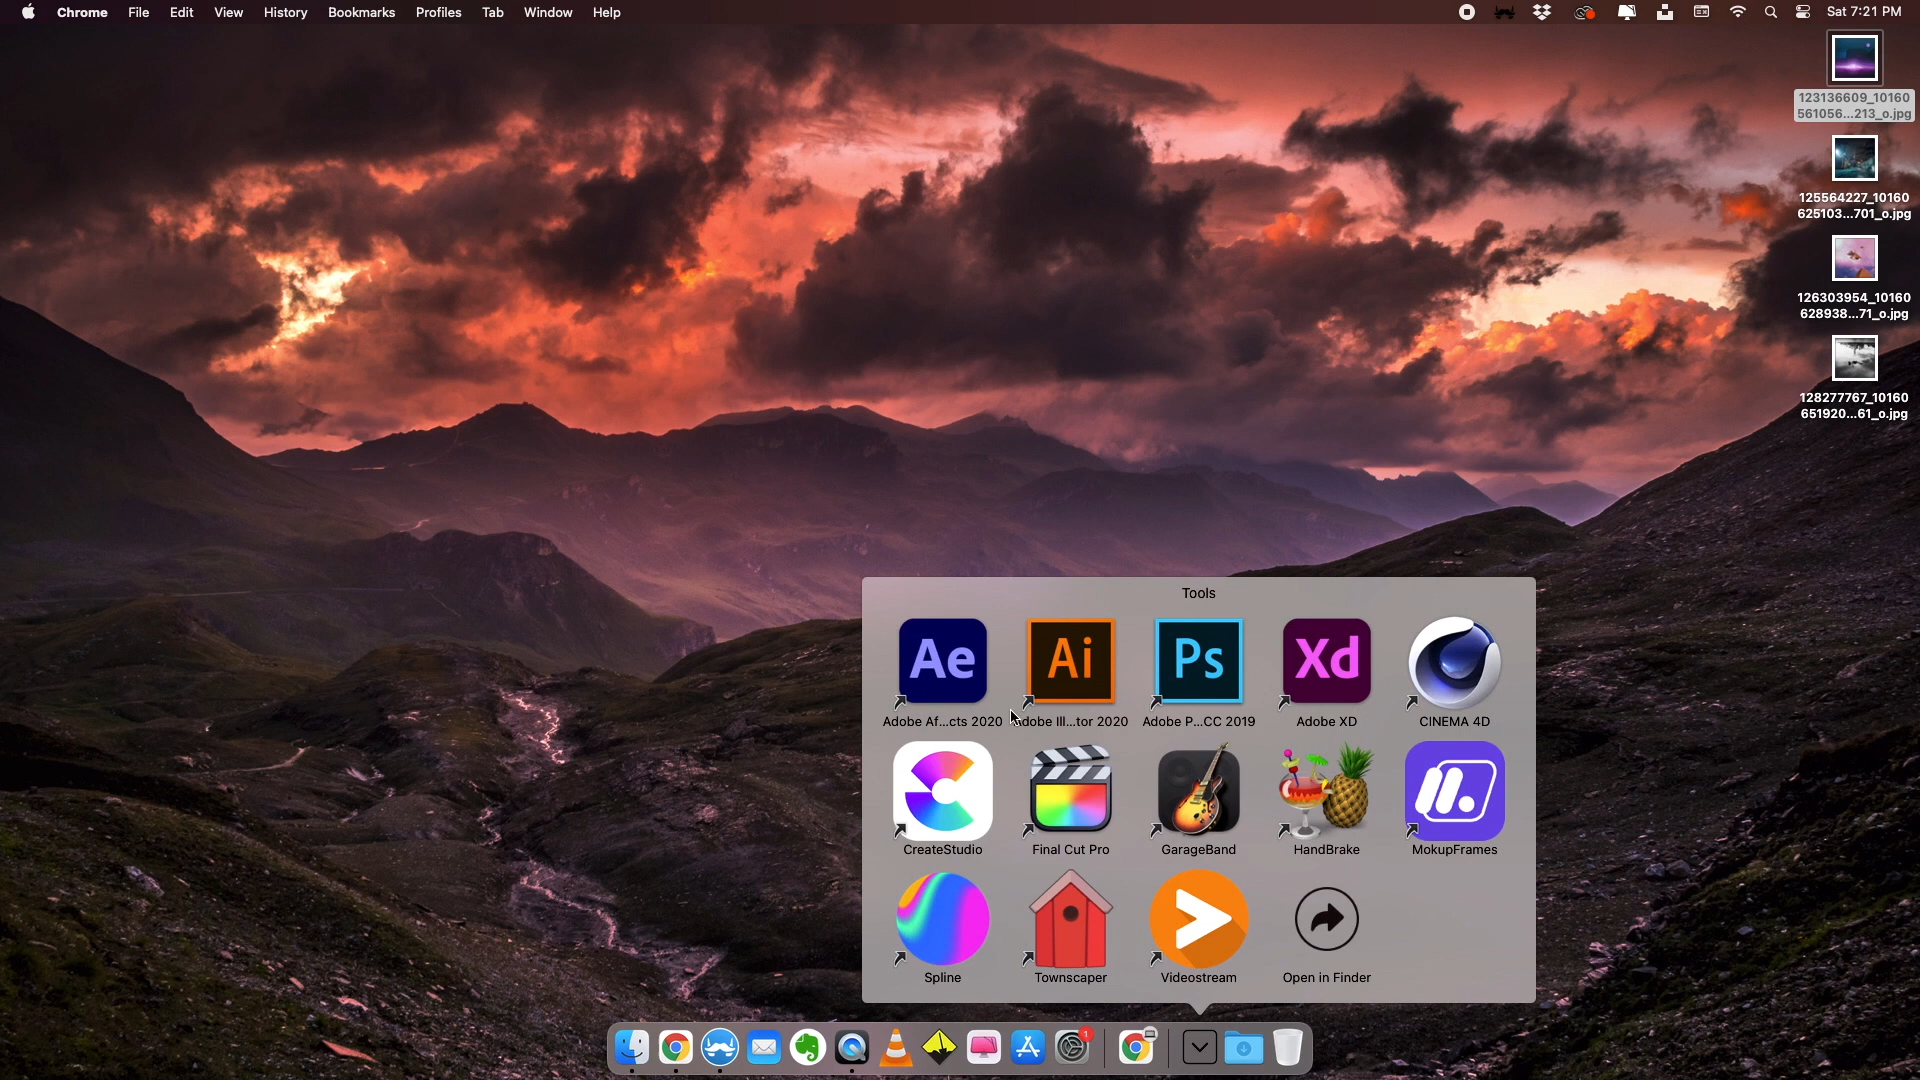 Chrome File Edit View History Bookmarks Profiles Tab Window Help Sat 7:21 PM
123136609_10160
561056...213_o.jpg
125564227_10160
625103...701_o.jpg
126303954_10160
628938...71_o.jpg
128277767_10160
651920...61_o.jpg
Tools
Ae Ai Ps Xd
Adobe Af...cts 2020 Adobe Ill...tor 2020 Adobe P...CC 2019 Adobe XD CINEMA 4D
CreateStudio Final Cut Pro GarageBand HandBrake MokupFrames
Spline Townscaper Videostream Open in Finder
1